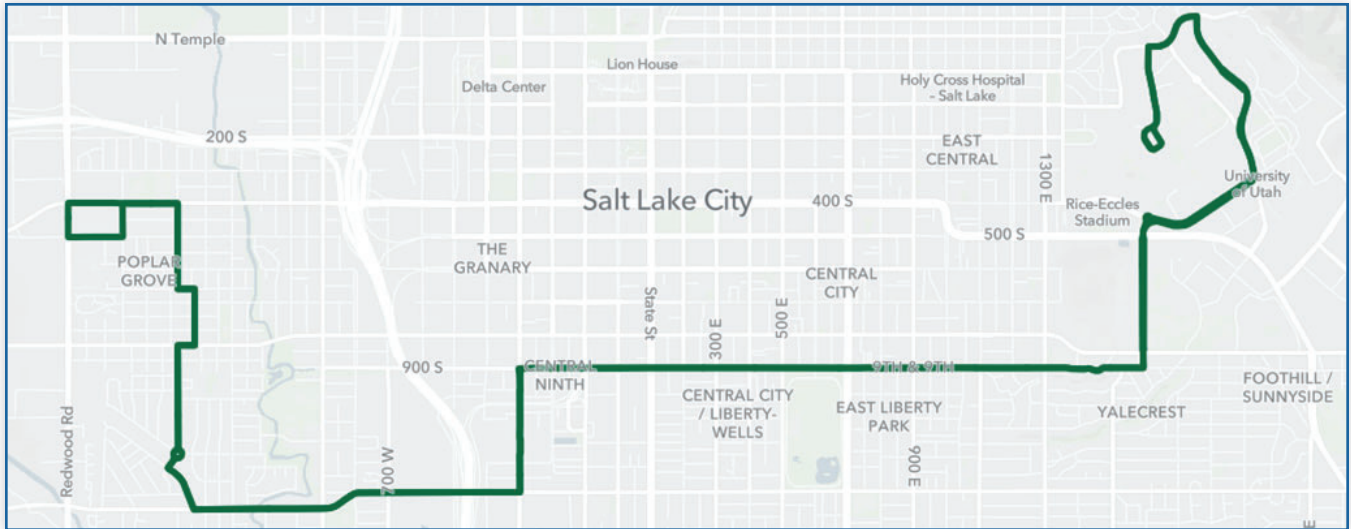 N Temple
Lion House
Delta Center
Holy Cross Hospital
- Salt Lake
200 S
EAST
CENTRAL
1300 E
University
of Utah
Salt Lake City
400 S
Rice-Eccles
Stadium
500 S
THE
GRANARY
POPLAR
GROVE
CENTRAL
CITY
State St
300 E
500 E
900 S
CENTRAL
NINTH
9TH & 9TH
FOOTHILL /
SUNNYSIDE
CENTRAL CITY
/ LIBERTY-
WELLS
EAST LIBERTY
PARK
YALECREST
Redwood Rd
700 W
900 E
E